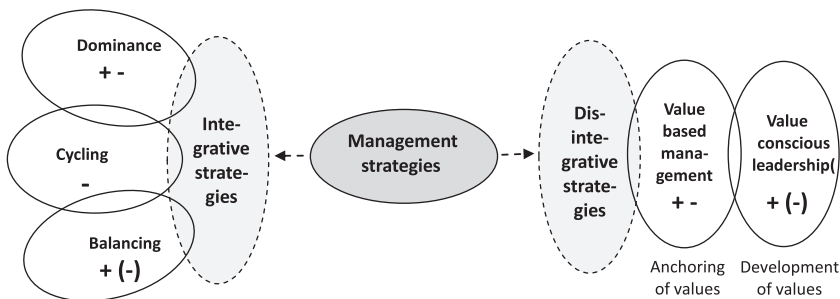 Dominance
+ -
Cycling
-
Balancing
+ (-)
Inte-
grative
strate-
gies
Management
strategies
Dis-
inte-
grative
strate-
gies
Value
based
mana-
gement
+ -
Value
conscious
leadership(
+ (-)
Anchoring
of values
Development
of values